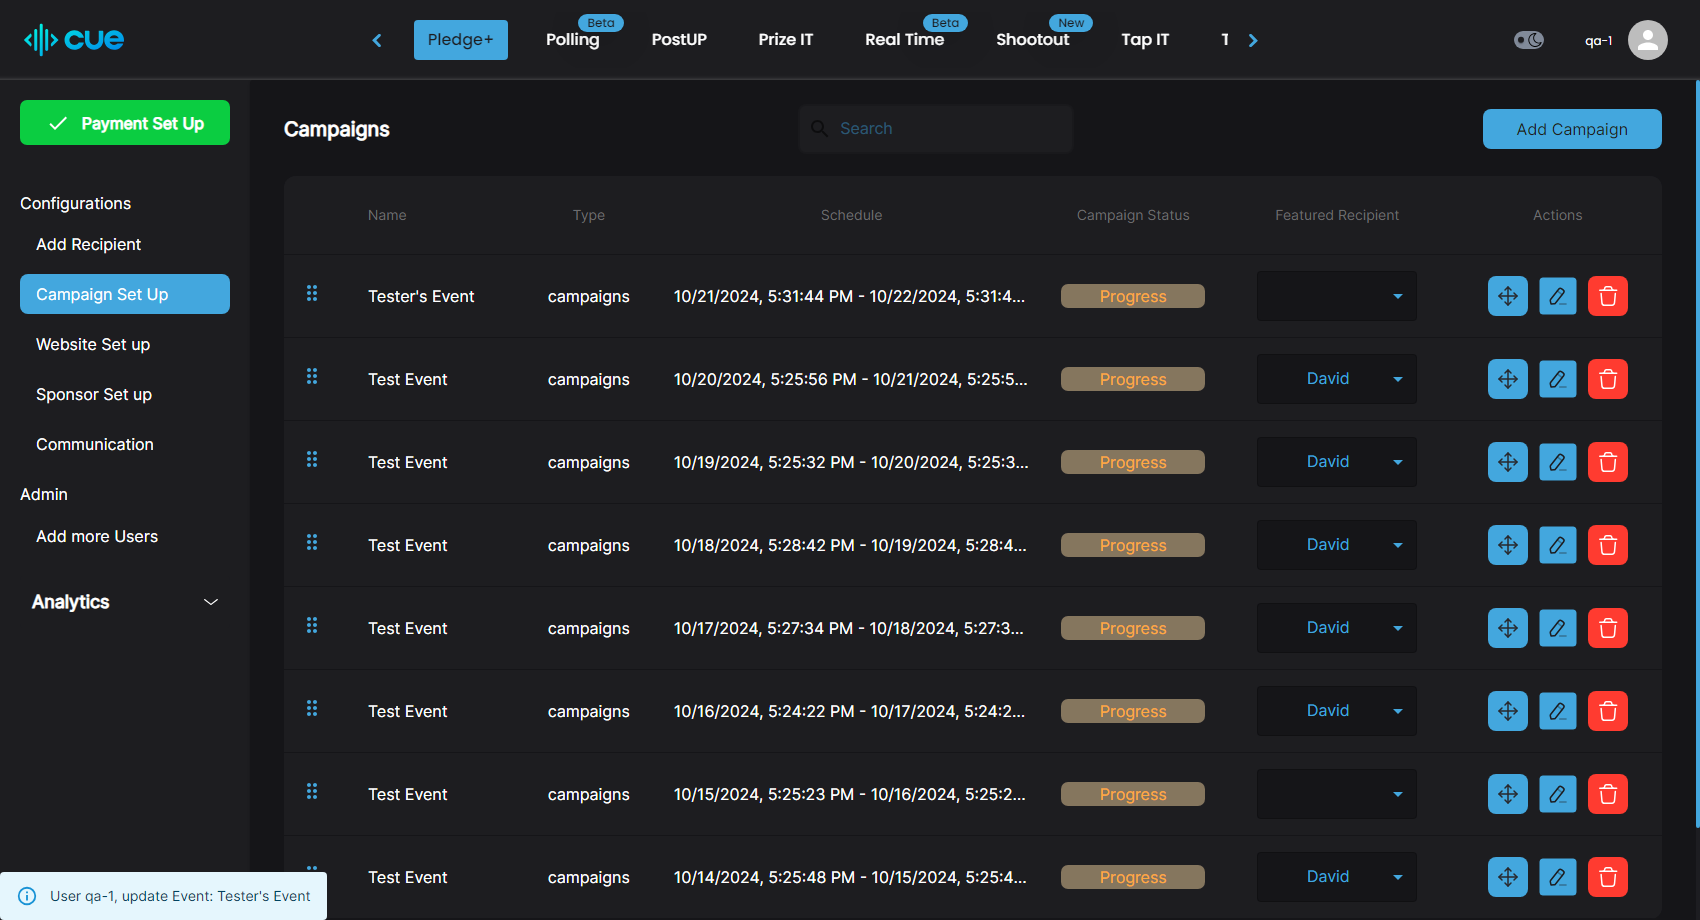 cue
Pledge+
Polling
Beta
PostUP
Prize IT
Real Time
Beta
Shootout
New
Tap IT
T
qa-1
Payment Set Up
Configurations
Add Recipient
Campaign Set Up
Website Set up
Sponsor Set up
Communication
Admin
Add more Users
Analytics
Campaigns
Search
Add Campaign
Name Type Schedule Campaign Status Featured Recipient Actions
Tester's Event campaigns 10/21/2024, 5:31:44 PM - 10/22/2024, 5:31:4... Progress
Test Event campaigns 10/20/2024, 5:25:56 PM - 10/21/2024, 5:25:5... Progress David
Test Event campaigns 10/19/2024, 5:25:32 PM - 10/20/2024, 5:25:3... Progress David
Test Event campaigns 10/18/2024, 5:28:42 PM - 10/19/2024, 5:28:4... Progress David
Test Event campaigns 10/17/2024, 5:27:34 PM - 10/18/2024, 5:27:3... Progress David
Test Event campaigns 10/16/2024, 5:24:22 PM - 10/17/2024, 5:24:2... Progress David
Test Event campaigns 10/15/2024, 5:25:23 PM - 10/16/2024, 5:25:2... Progress
Test Event campaigns 10/14/2024, 5:25:48 PM - 10/15/2024, 5:25:4... Progress David
User qa-1, update Event: Tester's Event